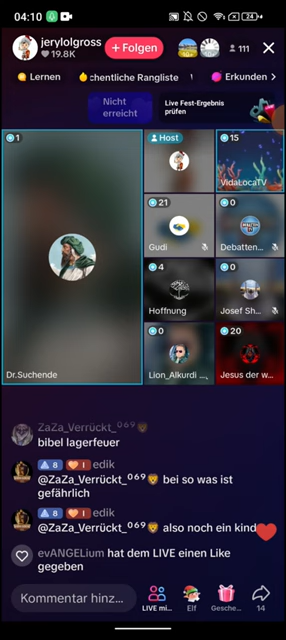 04:10
24
jerylolgross
19.8K
+ Folgen
111
Lernen
chentliche Rangliste
Erkunden >
Nicht
erreicht
Live Fest-Ergebnis
prüfen
1
Host
15
VidaLocaTV
21
0
Gudi
Debatten...
4
0
Hoffnung
Josef Sh...
0
20
Dr.Suchende
Lion_Alkurdi ...
Jesus der w...
ZaZa_Verrückt_⁰⁶⁹🦁
bibel lagerfeuer
8 1 edik
@ZaZa_Verrückt_⁰⁶⁹🦁 bei so was ist
gefährlich
8 1 edik
@ZaZa_Verrückt_⁰⁶⁹🦁 also noch ein kind
evANGELium hat dem LIVE einen Like
gegeben
Kommentar hinz...
LIVE mi...
Elf
Gesche...
14